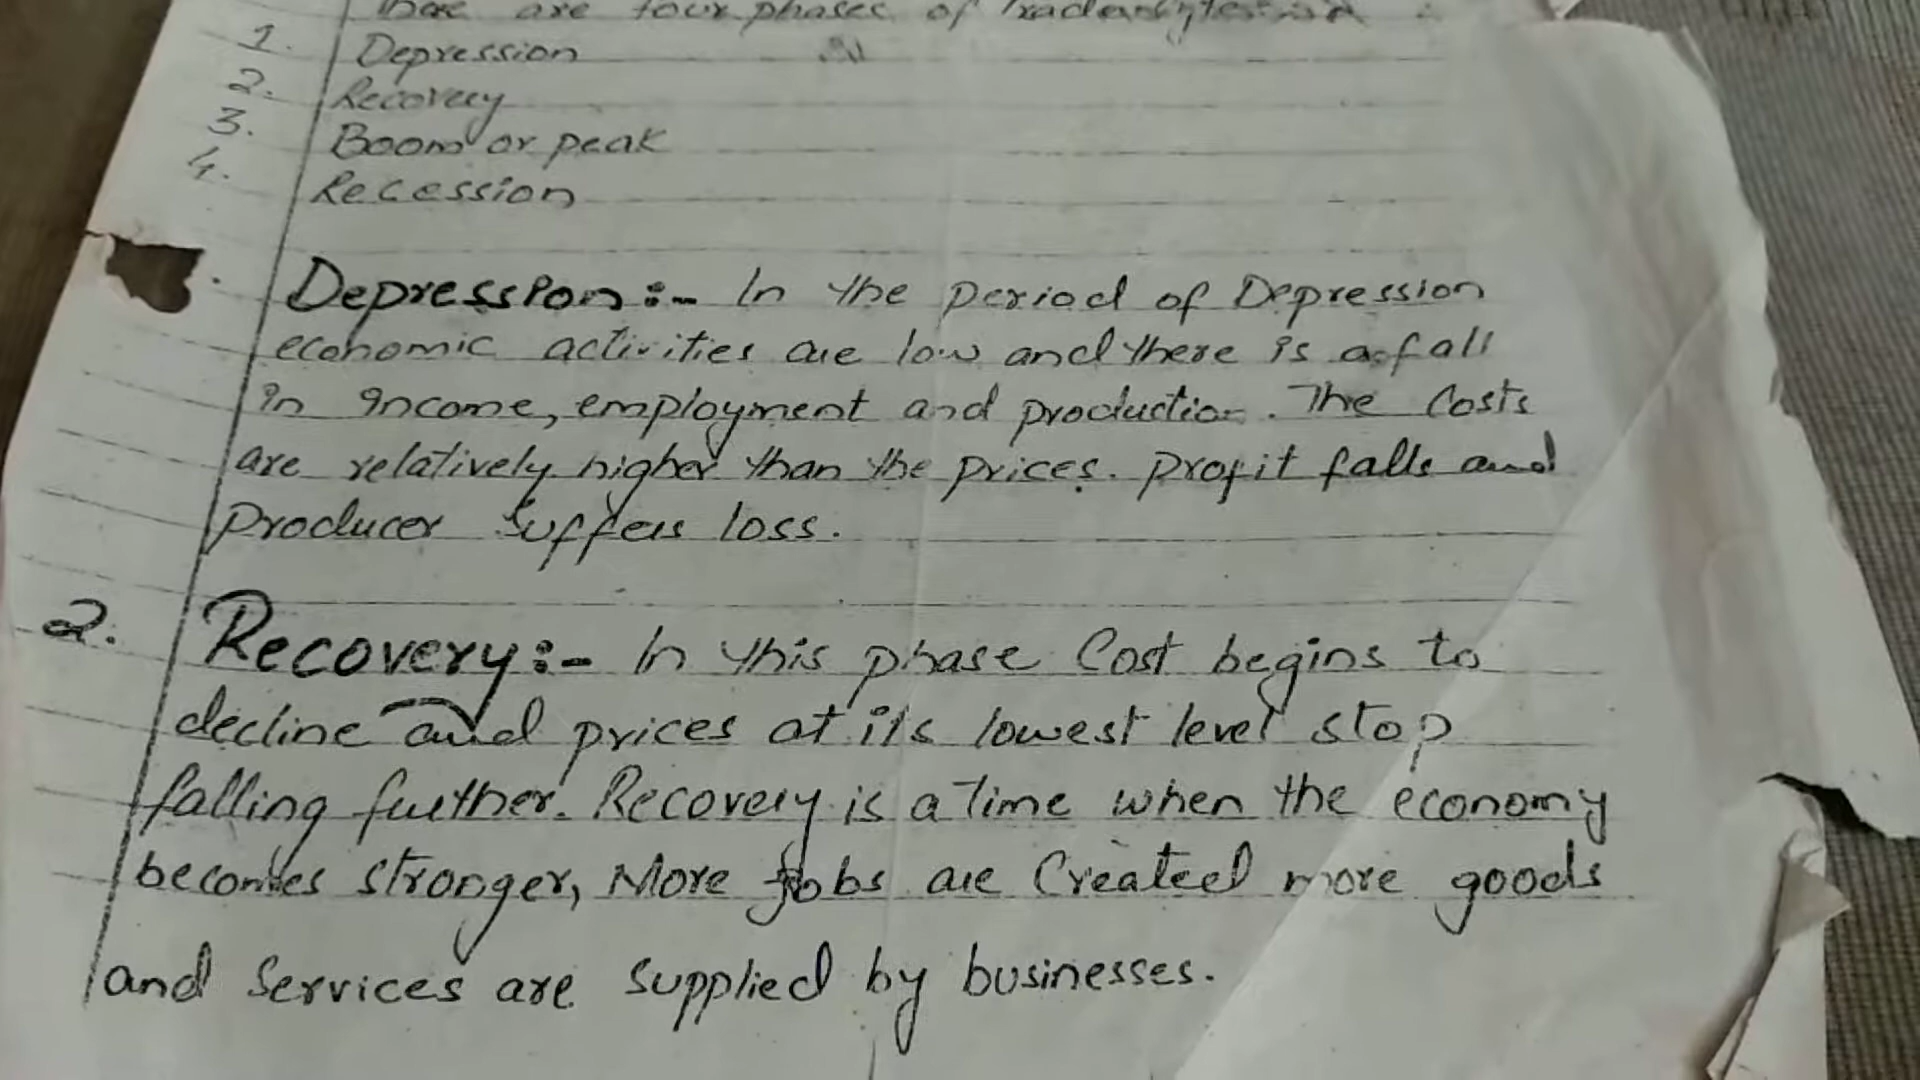 There are four phases of
1. Depression
2. Recovery
3. Boom or peak
4. Recession
Depression :- In the period of Depression
economic activities are low and there is a fall
in income, employment and production. The Costs
are relatively higher than the prices. Profit falls and
Producer suffers loss.
2. Recovery :- In this phase Cost begins to
decline and prices at its lowest level stop
falling further. Recovery is a time when the economy
becomes stronger, More jobs are Created more goods
and Services are supplied by businesses.